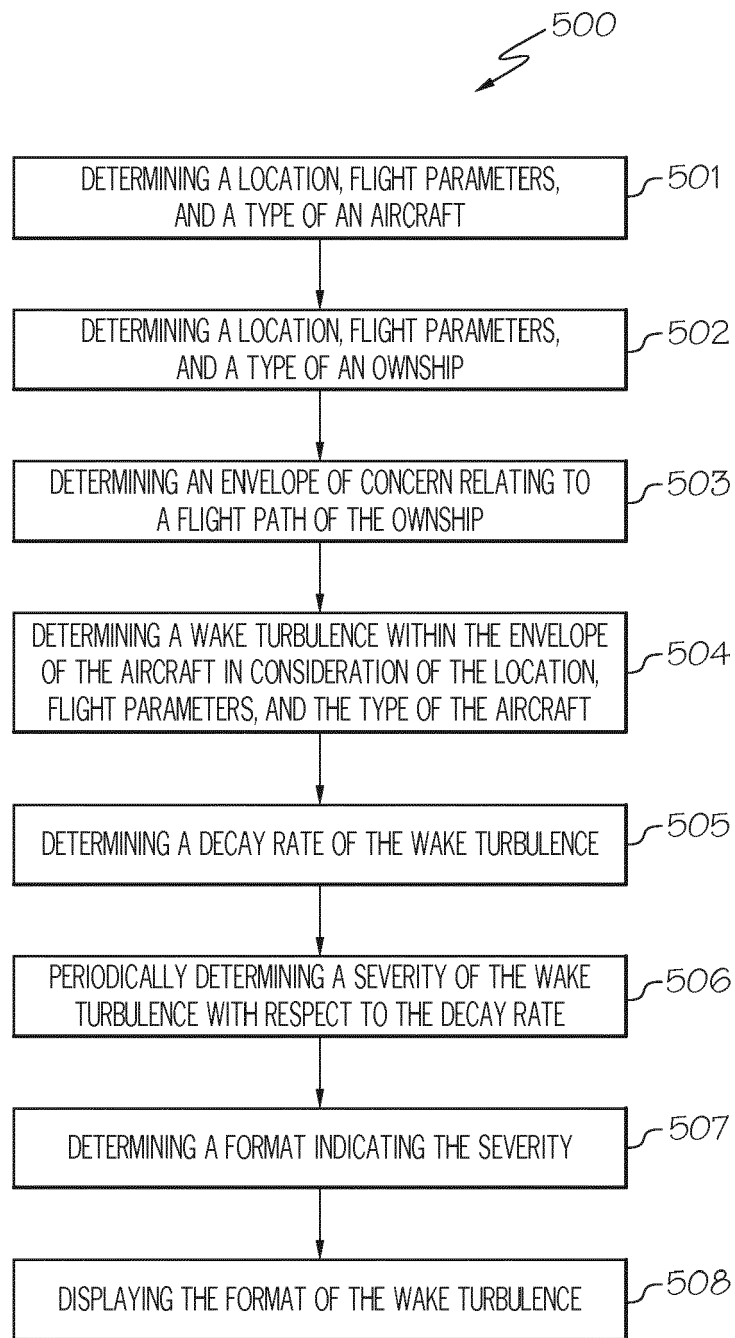 500
DETERMINING A LOCATION, FLIGHT PARAMETERS,
AND A TYPE OF AN AIRCRAFT
501
DETERMINING A LOCATION, FLIGHT PARAMETERS,
AND A TYPE OF AN OWNSHIP
502
DETERMINING AN ENVELOPE OF CONCERN RELATING TO
A FLIGHT PATH OF THE OWNSHIP
503
DETERMINING A WAKE TURBULENCE WITHIN THE ENVELOPE
OF THE AIRCRAFT IN CONSIDERATION OF THE LOCATION,
FLIGHT PARAMETERS, AND THE TYPE OF THE AIRCRAFT
504
DETERMINING A DECAY RATE OF THE WAKE TURBULENCE
505
PERIODICALLY DETERMINING A SEVERITY OF THE WAKE
TURBULENCE WITH RESPECT TO THE DECAY RATE
506
DETERMINING A FORMAT INDICATING THE SEVERITY
507
DISPLAYING THE FORMAT OF THE WAKE TURBULENCE
508